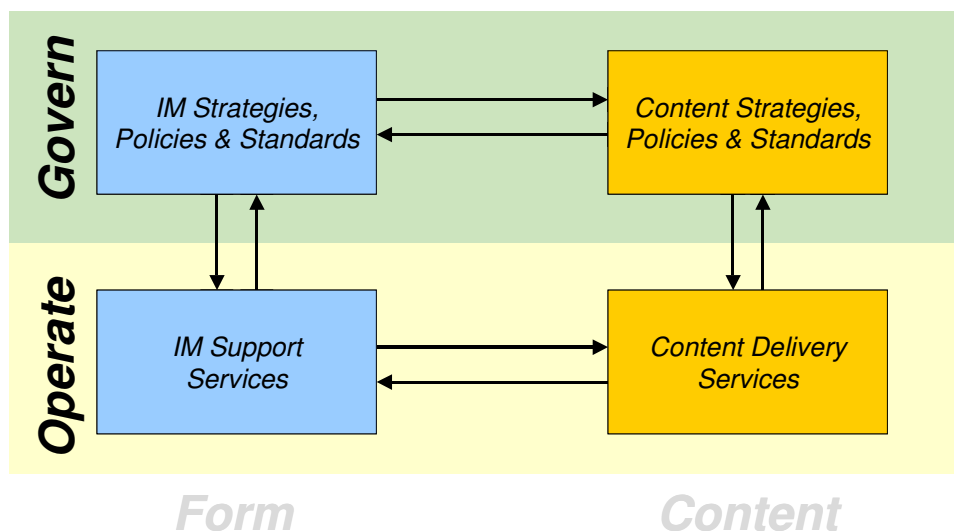 Govern
IM Strategies,
Policies & Standards
Content Strategies,
Policies & Standards
Operate
IM Support
Services
Content Delivery
Services
Form
Content